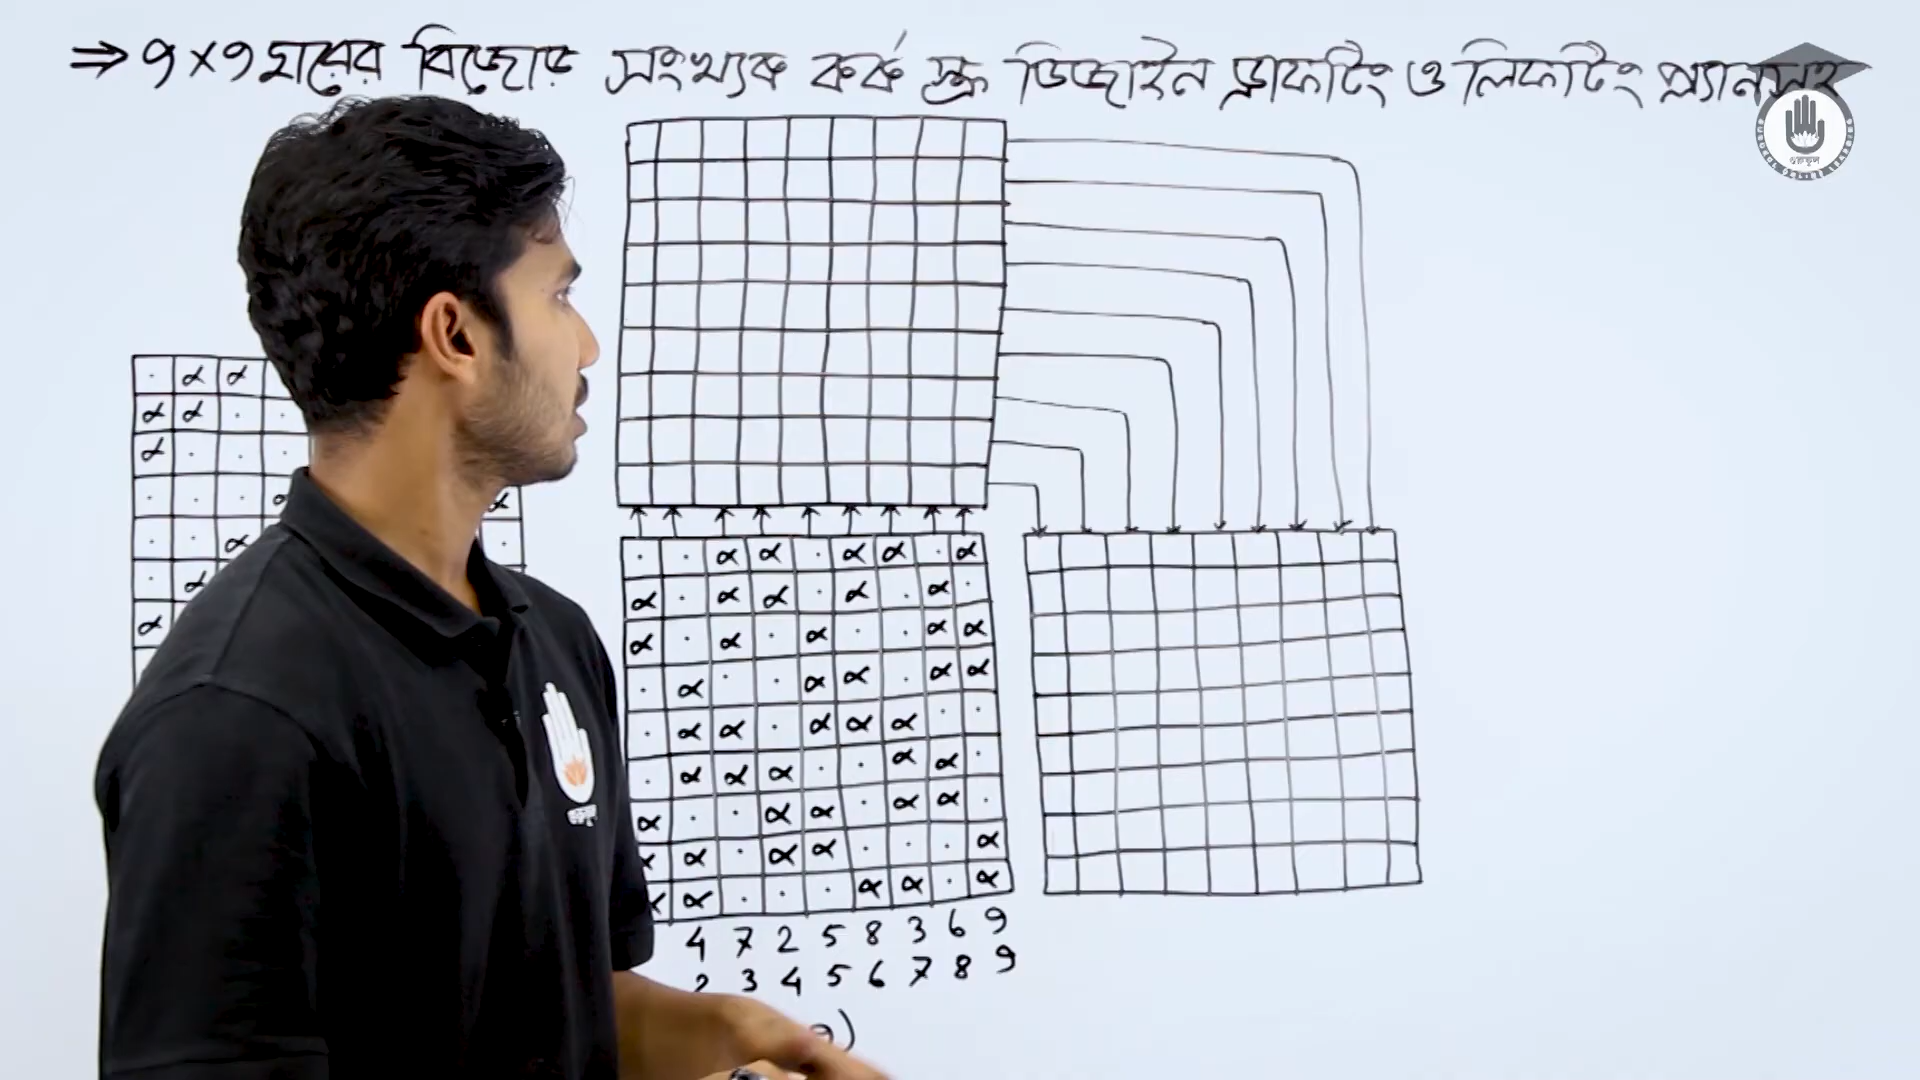 ⇒ ৭×৯ ঘরের বিজোড় সংখ্যক কর্ক স্ক্রু ডিজাইন ড্রাফটিং ও লিফটিং প্ল্যানসহ
গুরুকুল
. α α
α α . .
α . . .
. . .
. . α .
. α
α
. . α α . α α . α
α . α α . α . α .
α . α . α . . α α
. α . . α α . α α
. α α . α α α . .
. α α α . . α α .
α . . α α . α α .
α α . α α . . . α
α α . . . α α . α
4 7 2 5 8 3 6 9
2 3 4 5 6 7 8 9